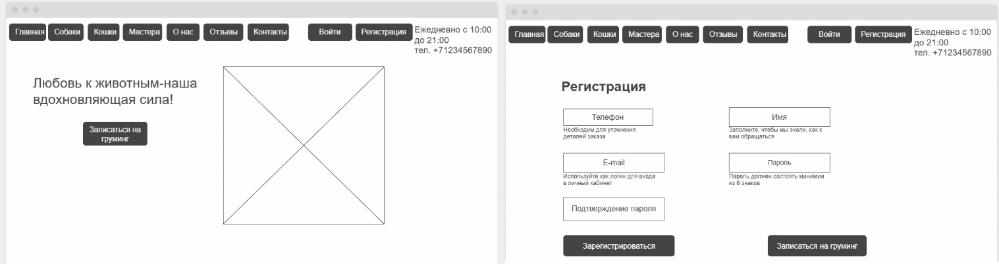 Главная Собаки Кошки Мастера О нас Отзывы Контакты Войти Регистрация
Ежедневно с 10:00
до 21:00
тел. +71234567890
Любовь к животным-наша
вдохновляющая сила!
Записаться на
груминг
Главная Собаки Кошки Мастера О нас Отзывы Контакты Войти Регистрация
Ежедневно с 10:00
до 21:00
тел. +71234567890
Регистрация
Телефон
Необходим для уточнения
деталей заказа
Имя
Заполните, чтобы мы знали, как к
вам обращаться
E-mail
Используйте как логин для входа
в личный кабинет
Пароль
Пароль должен состоять минимум
из 6 знаков
Подтверждение пароля
Зарегистрироваться
Записаться на груминг